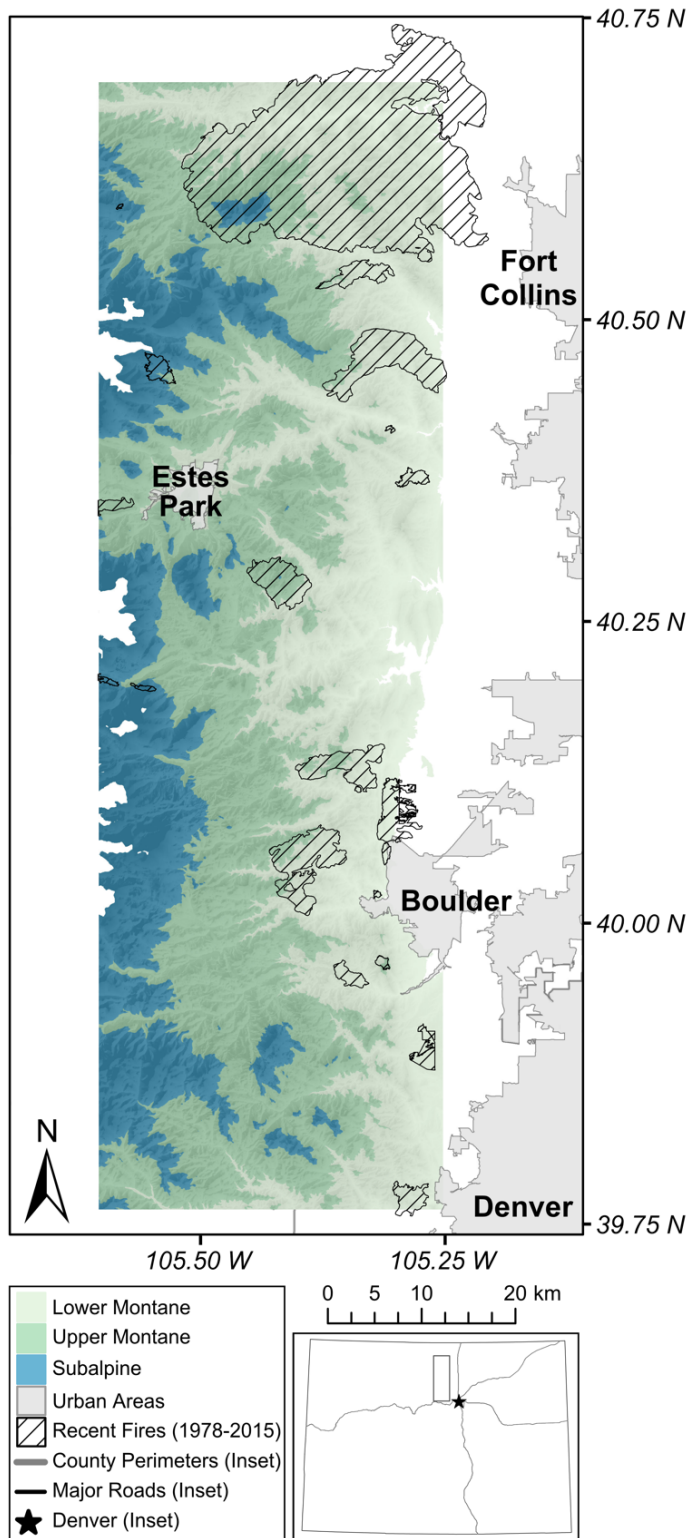 40.75 N
Fort
Collins
40.50 N
Estes
Park
40.25 N
Boulder
40.00 N
N
Denver
39.75 N
105.50 W
105.25 W
Lower Montane
Upper Montane
Subalpine
Urban Areas
Recent Fires (1978-2015)
County Perimeters (Inset)
Major Roads (Inset)
Denver (Inset)
0 5 10 20 km